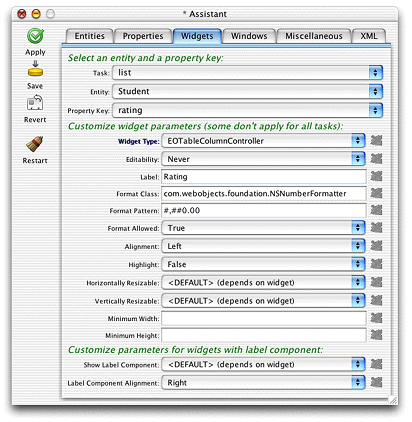 * Assistant
Apply
Save
Revert
Restart
Entities Properties Widgets Windows Miscellaneous XML
Select an entity and a property key:
Task: list
Entity: Student
Property Key: rating
Customize widget parameters (some don't apply for all tasks):
Widget Type: EOTableColumnController
Editability: Never
Label: Rating
Format Class: com.webobjects.foundation.NSNumberFormatter
Format Pattern: #,##0.00
Format Allowed: True
Alignment: Left
Highlight: False
Horizontally Resizable: <DEFAULT> (depends on widget)
Vertically Resizable: <DEFAULT> (depends on widget)
Minimum Width:
Minimum Height:
Customize parameters for widgets with label component:
Show Label Component: <DEFAULT> (depends on widget)
Label Component Alignment: Right